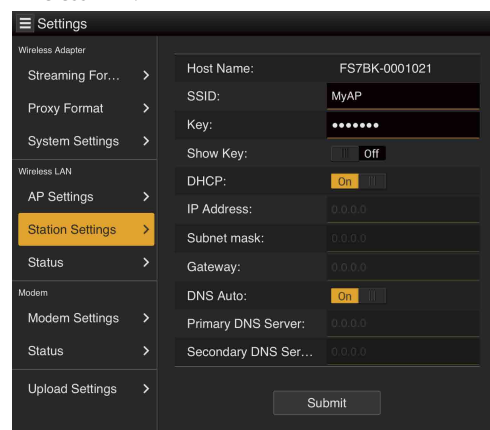 Settings
Wireless Adapter
Streaming For...
Proxy Format
System Settings
Wireless LAN
AP Settings
Station Settings
Status
Modem
Modem Settings
Status
Upload Settings
Host Name: FS7BK-0001021
SSID: MyAP
Key: •••••••
Show Key: Off
DHCP: On
IP Address: 0.0.0.0
Subnet mask: 0.0.0.0
Gateway: 0.0.0.0
DNS Auto: On
Primary DNS Server: 0.0.0.0
Secondary DNS Ser... 0.0.0.0
Submit